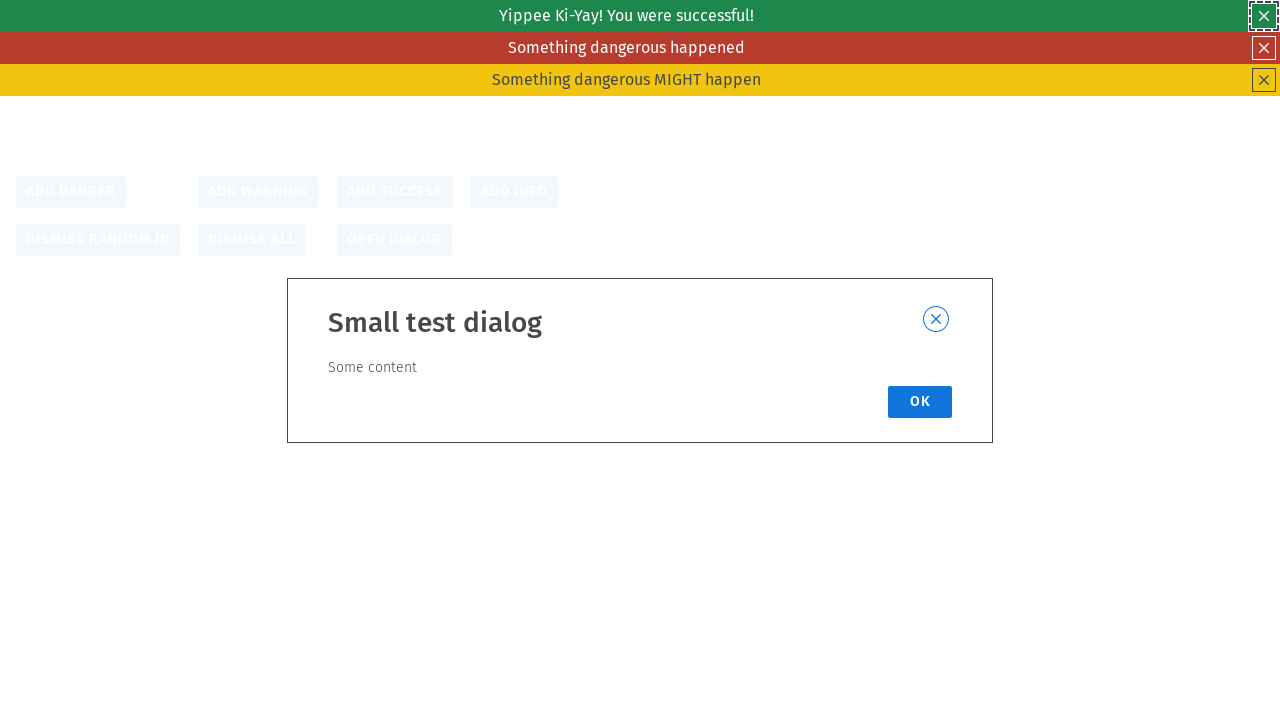 Yippee Ki-Yay! You were successful!
Something dangerous happened
Something dangerous MIGHT happen
ADD DANGER ADD WARNING ADD SUCCESS ADD INFO
DISMISS RANDOM ID DISMISS ALL OPEN DIALOG
Small test dialog
Some content
OK